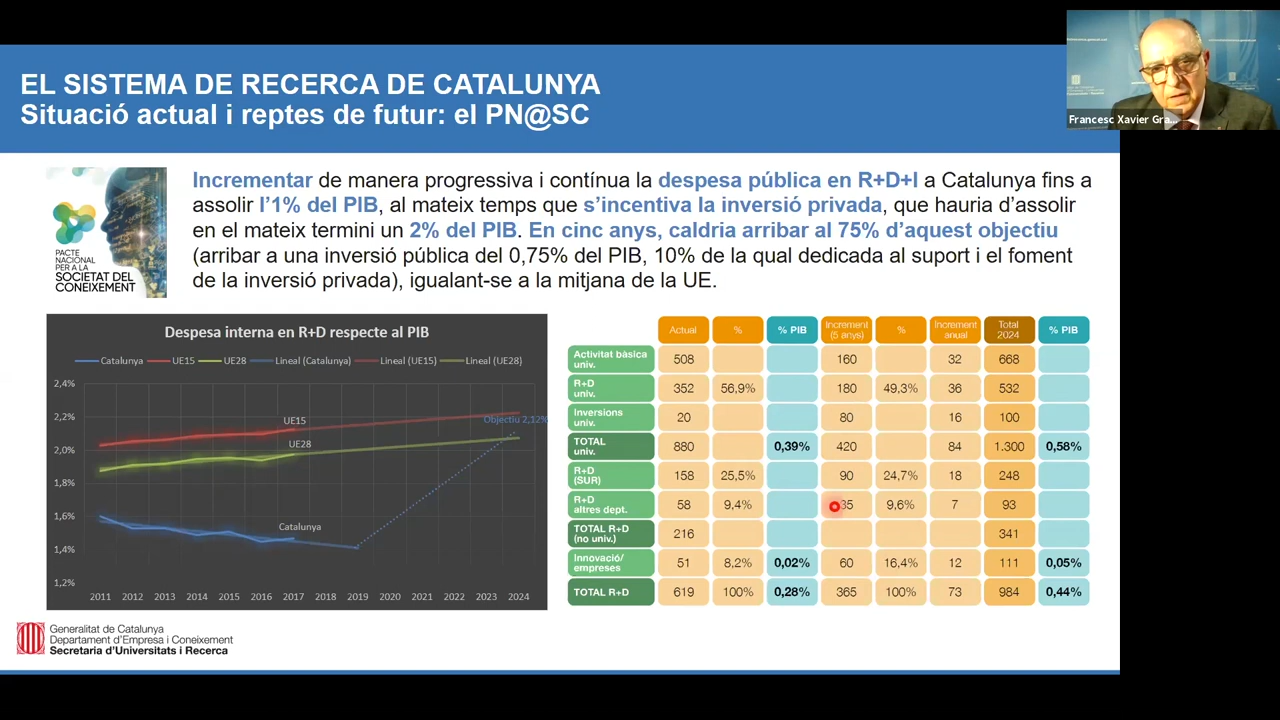 Francesc Xavier Gra...
EL SISTEMA DE RECERCA DE CATALUNYA
Situació actual i reptes de futur: el PN@SC
PACTE
NACIONAL
PER A LA
SOCIETAT DEL
CONEIXEMENT
Incrementar de manera progressiva i contínua la despesa pública en R+D+I a Catalunya fins a
assolir l'1% del PIB, al mateix temps que s'incentiva la inversió privada, que hauria d'assolir
en el mateix termini un 2% del PIB. En cinc anys, caldria arribar al 75% d'aquest objectiu
(arribar a una inversió pública del 0,75% del PIB, 10% de la qual dedicada al suport i el foment
de la inversió privada), igualant-se a la mitjana de la UE.
Despesa interna en R+D respecte al PIB
Catalunya UE15 UE28 Lineal (Catalunya) Lineal (UE15) Lineal (UE28)
2,4%
2,2%
2,0%
1,8%
1,6%
1,4%
1,2%
UE15
Objectiu 2,12%
UE28
Catalunya
2011 2012 2013 2014 2015 2016 2017 2018 2019 2020 2021 2022 2023 2024
Actual % % PIB Increment (5 anys) % Increment anual Total 2024 % PIB
Activitat bàsica univ. 508 160 32 668
R+D univ. 352 56,9% 180 49,3% 36 532
Inversions univ. 20 80 16 100
TOTAL univ. 880 0,39% 420 84 1.300 0,58%
R+D (SUR) 158 25,5% 90 24,7% 18 248
R+D altres dept. 58 9,4% 35 9,6% 7 93
TOTAL R+D (no univ.) 216 341
Innovació/ empreses 51 8,2% 0,02% 60 16,4% 12 111 0,05%
TOTAL R+D 619 100% 0,28% 365 100% 73 984 0,44%
Generalitat de Catalunya
Departament d'Empresa i Coneixement
Secretaria d'Universitats i Recerca